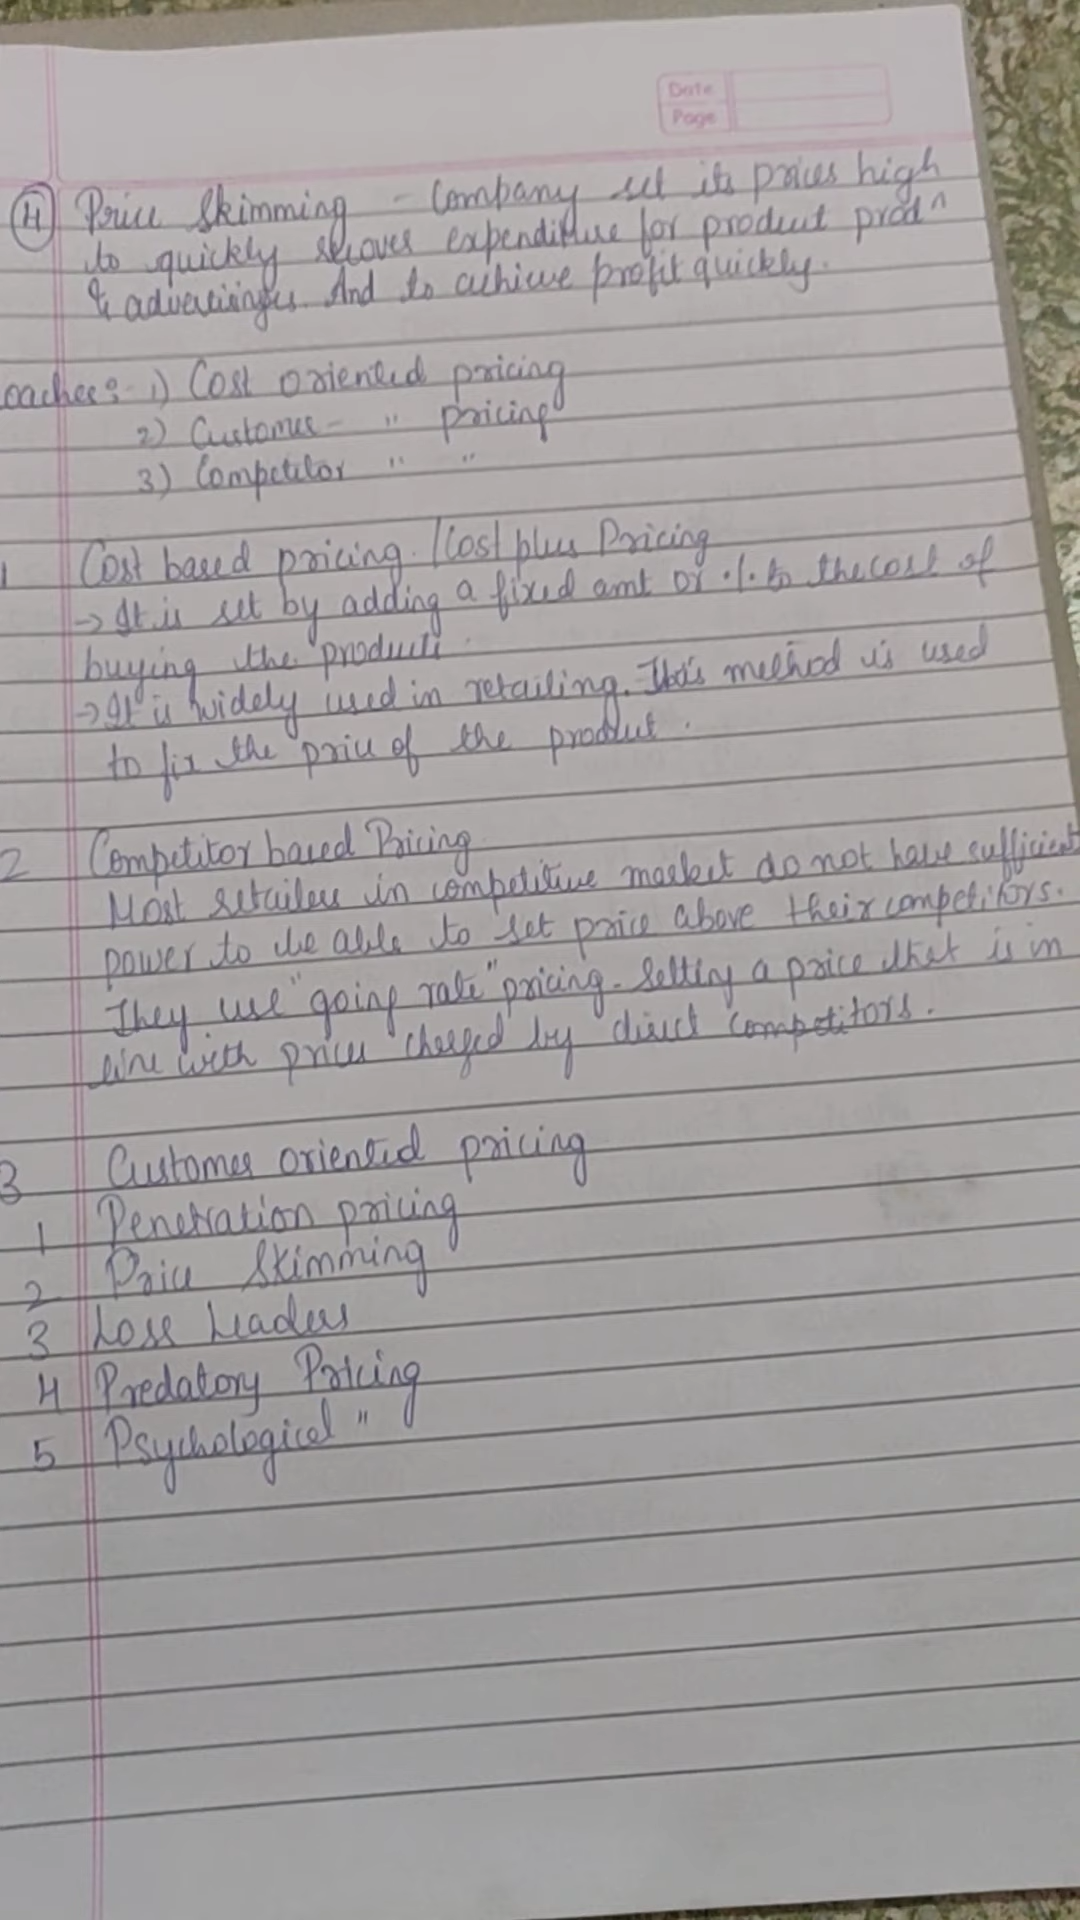 Date
Page
④ Price Skimming - Company set its prices high
to quickly recover expenditure for product prodn
& advertising. And to achieve profit quickly.
oaches:- 1) Cost oriented pricing
2) Customer - " pricing
3) Competitor " "
1 Cost based pricing. / Cost plus Pricing
→ It is set by adding a fixed amt or % to the cost of
buying the product.
→ It is widely used in retailing. This method is used
to fix the price of the product.
2 Competitor based Pricing
Most retailers in competitive market do not have sufficient
power to be able to set price above their competitors.
They use "going rate" pricing. Setting a price that is in
line with prices charged by direct competitors.
3 Customer oriented pricing
1 Penetration pricing
2 Price Skimming
3 Loss Leaders
4 Predatory Pricing
5 Psychological "